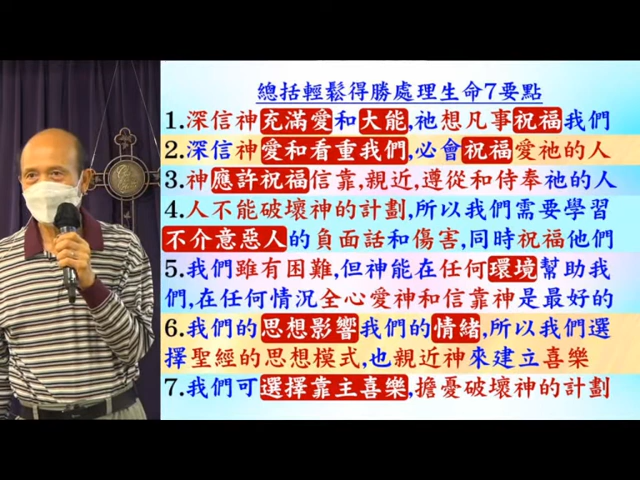 總括輕鬆得勝處理生命7要點
1.深信神充滿愛和大能,祂想凡事祝福我們
2.深信神愛和看重我們,必會祝福愛祂的人
3.神應許祝福信靠,親近,遵從和侍奉祂的人
4.人不能破壞神的計劃,所以我們需要學習
不介意惡人的負面話和傷害,同時祝福他們
5.我們雖有困難,但神能在任何環境幫助我
們,在任何情況全心愛神和信靠神是最好的
6.我們的思想影響我們的情緒,所以我們選
擇聖經的思想模式,也親近神來建立喜樂
7.我們可選擇靠主喜樂,擔憂破壞神的計劃